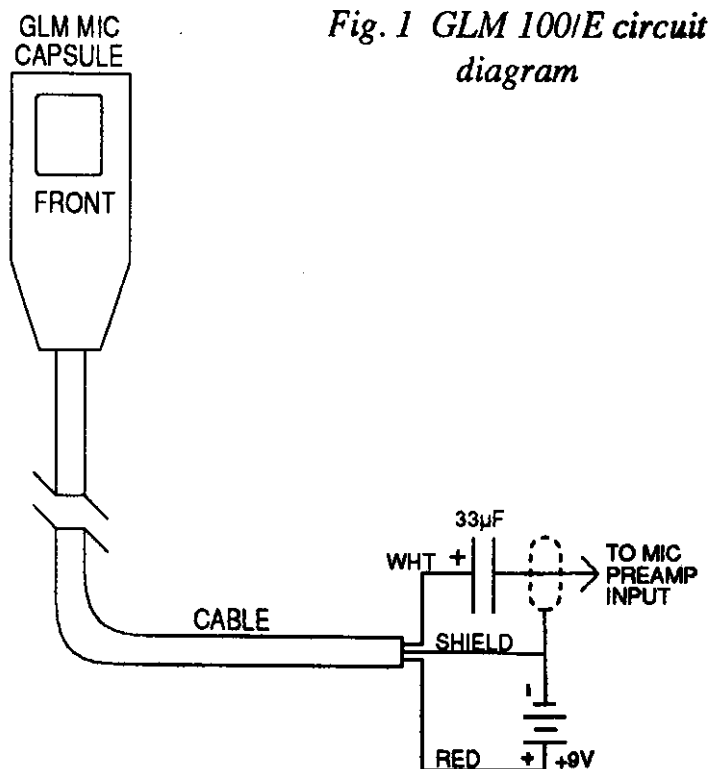 GLM MIC
CAPSULE
Fig. 1 GLM 100/E circuit
diagram
FRONT
33µF
WHT +
TO MIC
PREAMP
INPUT
CABLE
SHIELD
RED
+ +9V